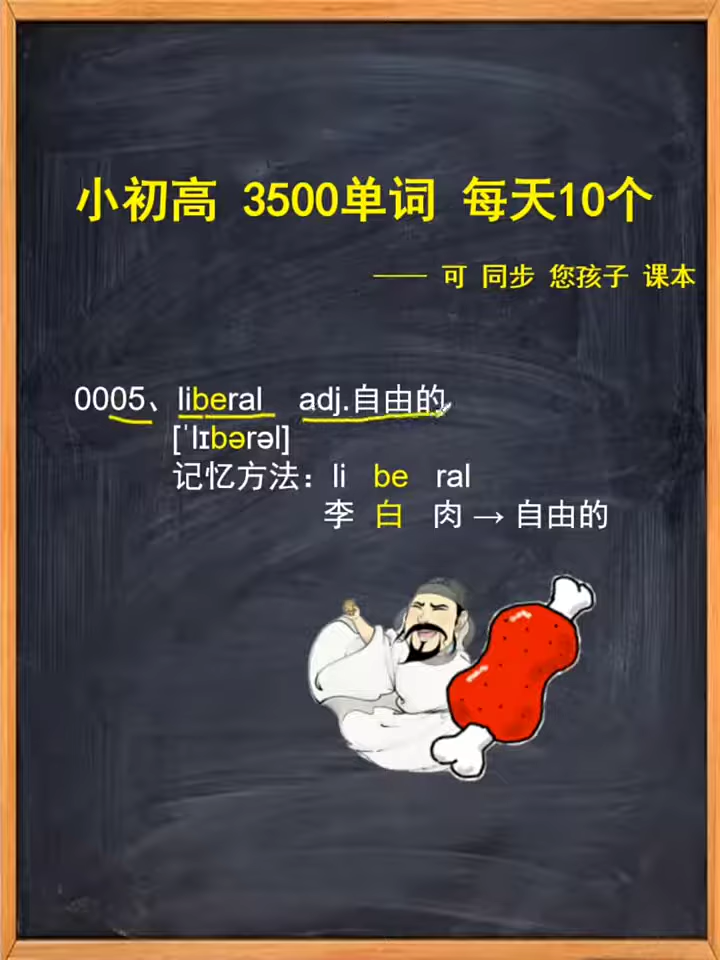 小初高 3500单词 每天10个
—— 可 同步 您孩子 课本
0005、liberal adj.自由的
[ˈlɪbərəl]
记忆方法：li be ral
李 白 肉 → 自由的